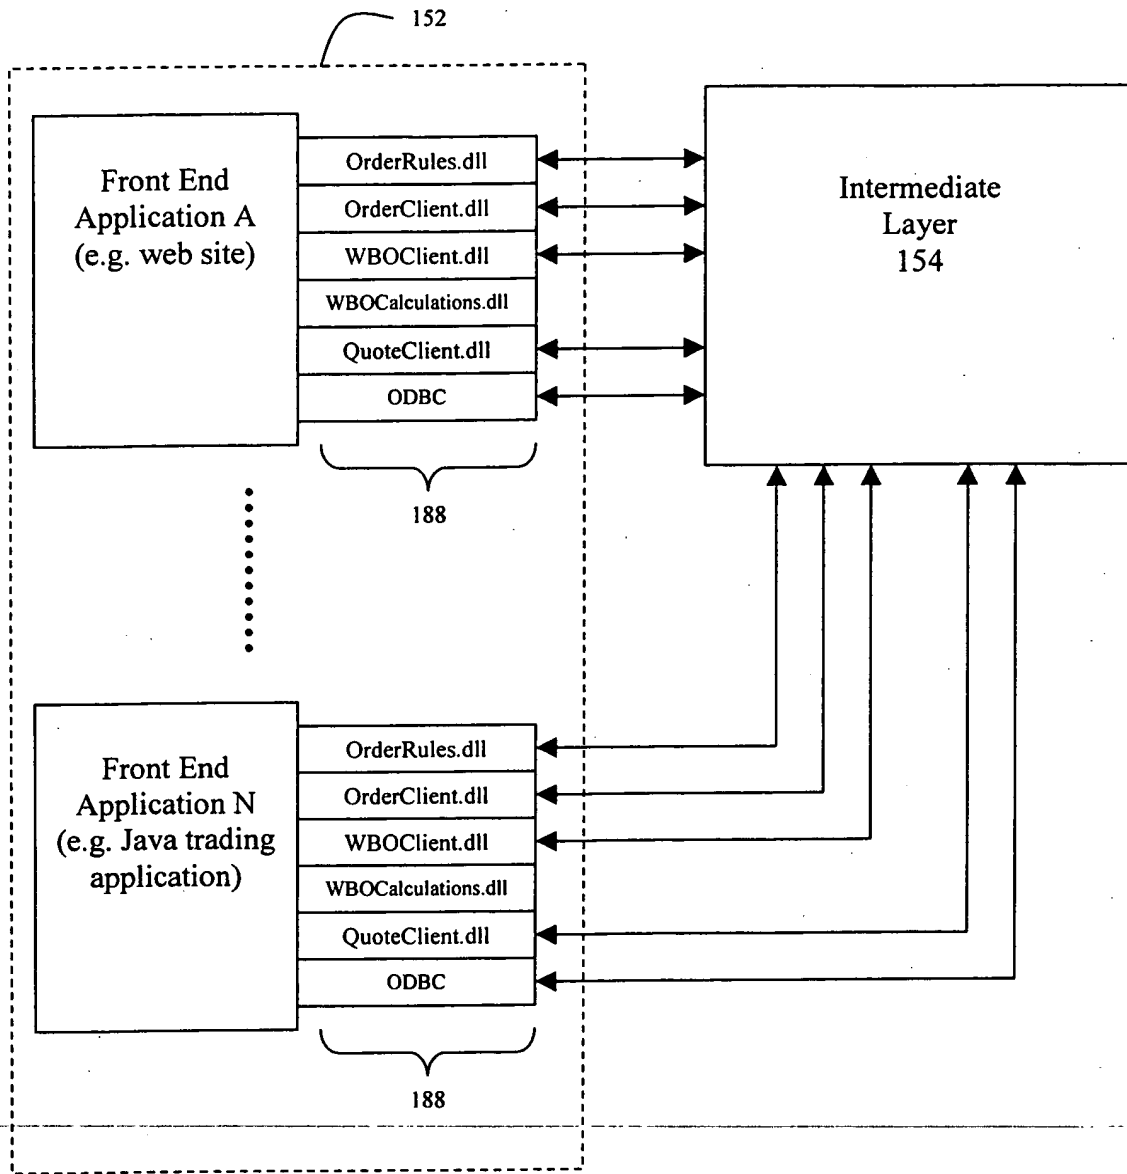 152
Front End
Application A
(e.g. web site)
OrderRules.dll
OrderClient.dll
WBOClient.dll
WBOCalculations.dll
QuoteClient.dll
ODBC
188
Intermediate
Layer
154
Front End
Application N
(e.g. Java trading
application)
OrderRules.dll
OrderClient.dll
WBOClient.dll
WBOCalculations.dll
QuoteClient.dll
ODBC
188